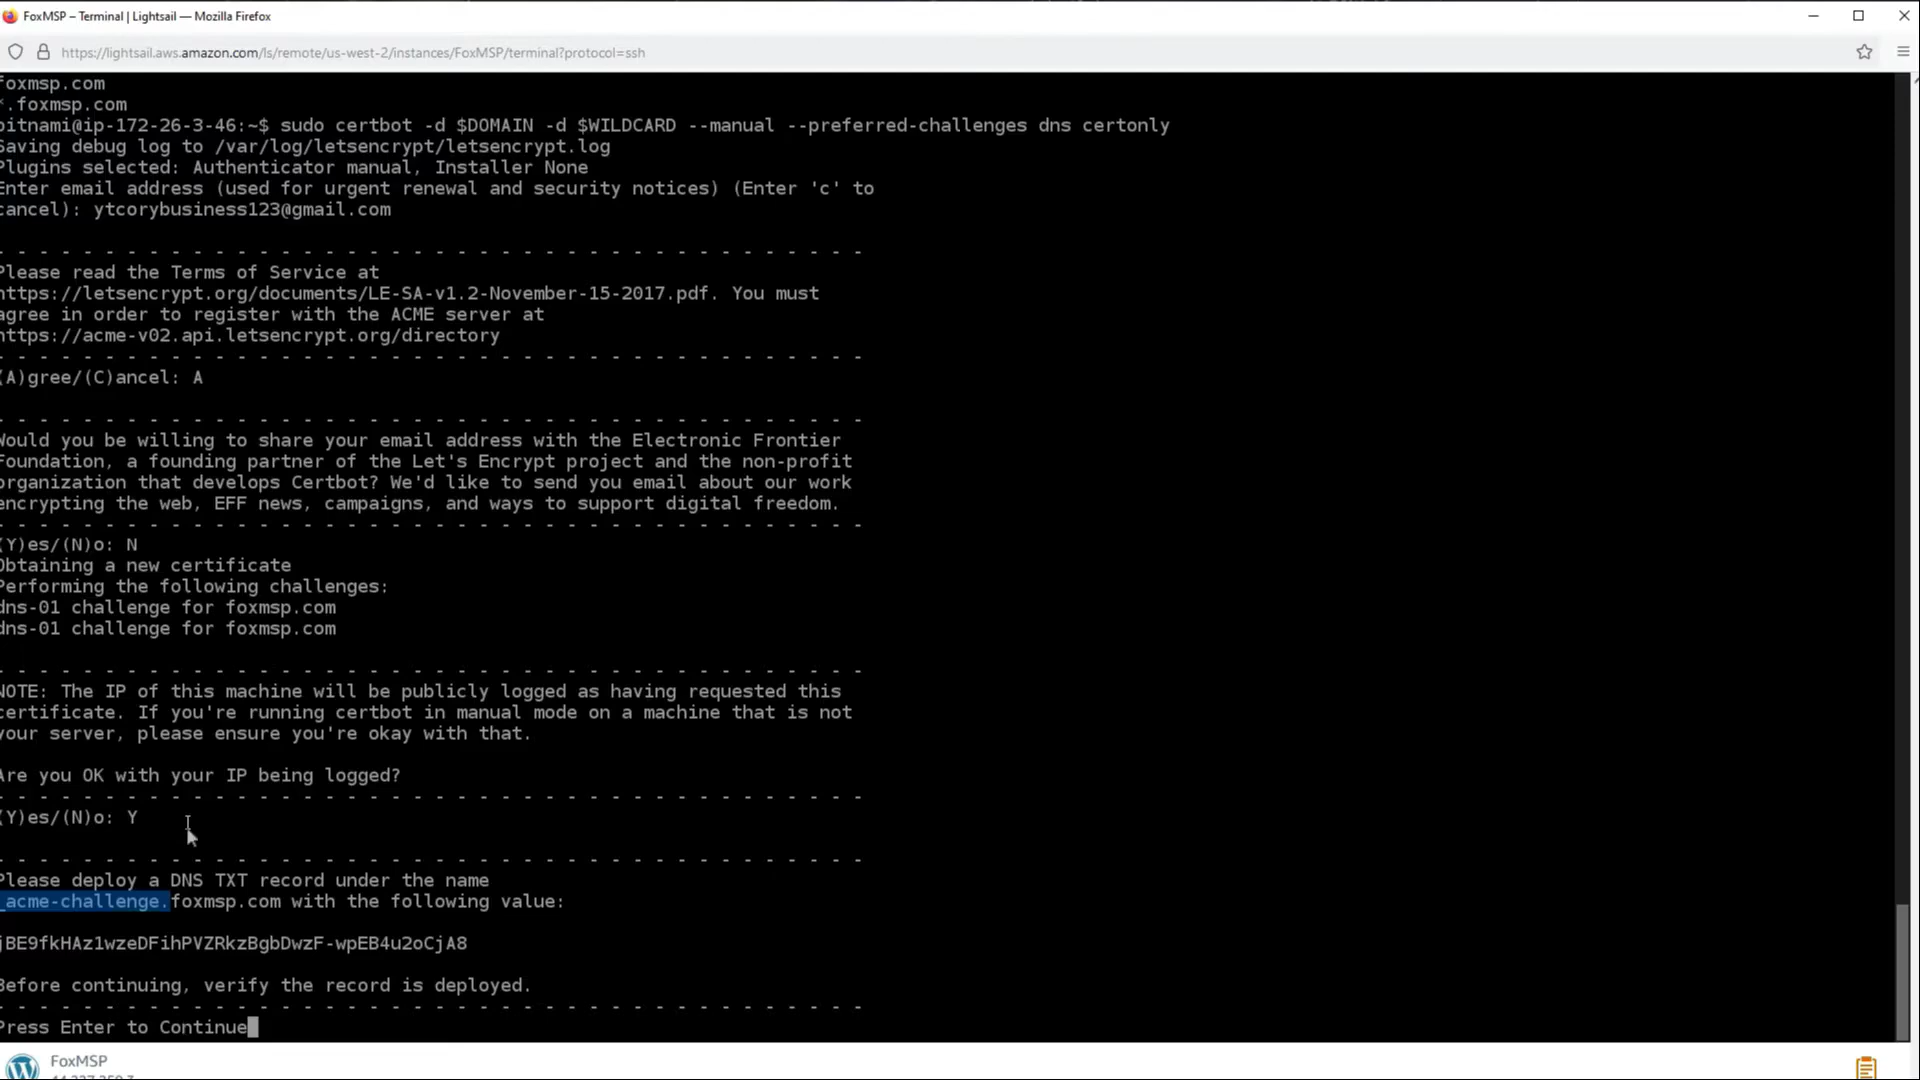 FoxMSP – Terminal | Lightsail — Mozilla Firefox
https://lightsail.aws.amazon.com/ls/remote/us-west-2/instances/FoxMSP/terminal?protocol=ssh
foxmsp.com
*.foxmsp.com
bitnami@ip-172-26-3-46:~$ sudo certbot -d $DOMAIN -d $WILDCARD --manual --preferred-challenges dns certonly
Saving debug log to /var/log/letsencrypt/letsencrypt.log
Plugins selected: Authenticator manual, Installer None
Enter email address (used for urgent renewal and security notices) (Enter 'c' to
cancel): ytcorybusiness123@gmail.com
- - - - - - - - - - - - - - - - - - - - - - - - - - - - - - - - - - - - - - - -
Please read the Terms of Service at
https://letsencrypt.org/documents/LE-SA-v1.2-November-15-2017.pdf. You must
agree in order to register with the ACME server at
https://acme-v02.api.letsencrypt.org/directory
- - - - - - - - - - - - - - - - - - - - - - - - - - - - - - - - - - - - - - - -
(A)gree/(C)ancel: A
- - - - - - - - - - - - - - - - - - - - - - - - - - - - - - - - - - - - - - - -
Would you be willing to share your email address with the Electronic Frontier
Foundation, a founding partner of the Let's Encrypt project and the non-profit
organization that develops Certbot? We'd like to send you email about our work
encrypting the web, EFF news, campaigns, and ways to support digital freedom.
- - - - - - - - - - - - - - - - - - - - - - - - - - - - - - - - - - - - - - - -
(Y)es/(N)o: N
Obtaining a new certificate
Performing the following challenges:
dns-01 challenge for foxmsp.com
dns-01 challenge for foxmsp.com
- - - - - - - - - - - - - - - - - - - - - - - - - - - - - - - - - - - - - - - -
NOTE: The IP of this machine will be publicly logged as having requested this
certificate. If you're running certbot in manual mode on a machine that is not
your server, please ensure you're okay with that.
Are you OK with your IP being logged?
- - - - - - - - - - - - - - - - - - - - - - - - - - - - - - - - - - - - - - - -
(Y)es/(N)o: Y
- - - - - - - - - - - - - - - - - - - - - - - - - - - - - - - - - - - - - - - -
Please deploy a DNS TXT record under the name
_acme-challenge.foxmsp.com with the following value:
jBE9fkHAz1wzeDFihPVZRkzBgbDwzF-wpEB4u2oCjA8
Before continuing, verify the record is deployed.
- - - - - - - - - - - - - - - - - - - - - - - - - - - - - - - - - - - - - - - -
Press Enter to Continue
FoxMSP